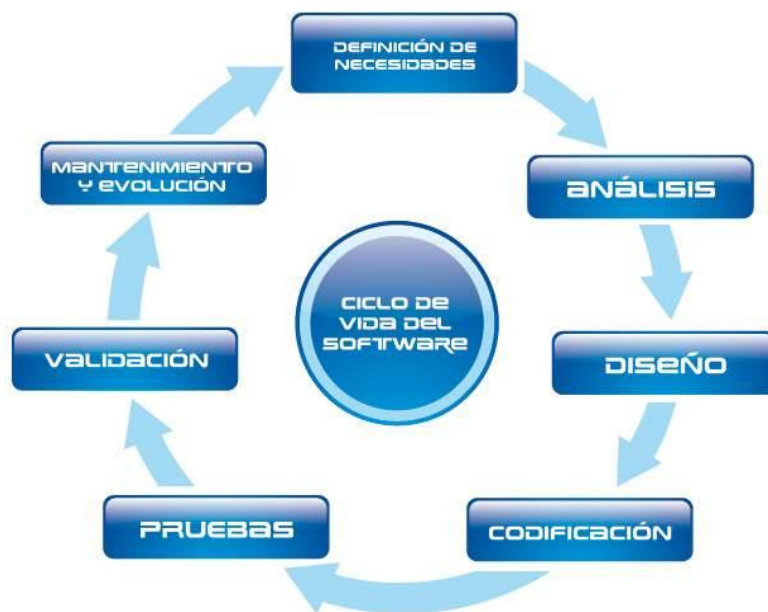 DEFINICIÓN DE
NECESIDADES
ANÁLISIS
DISEÑO
CODIFICACIÓN
PRUEBAS
VALIDACIÓN
MANTENIMIENTO
Y EVOLUCIÓN
CICLO DE
VIDA DEL
SOFTWARE